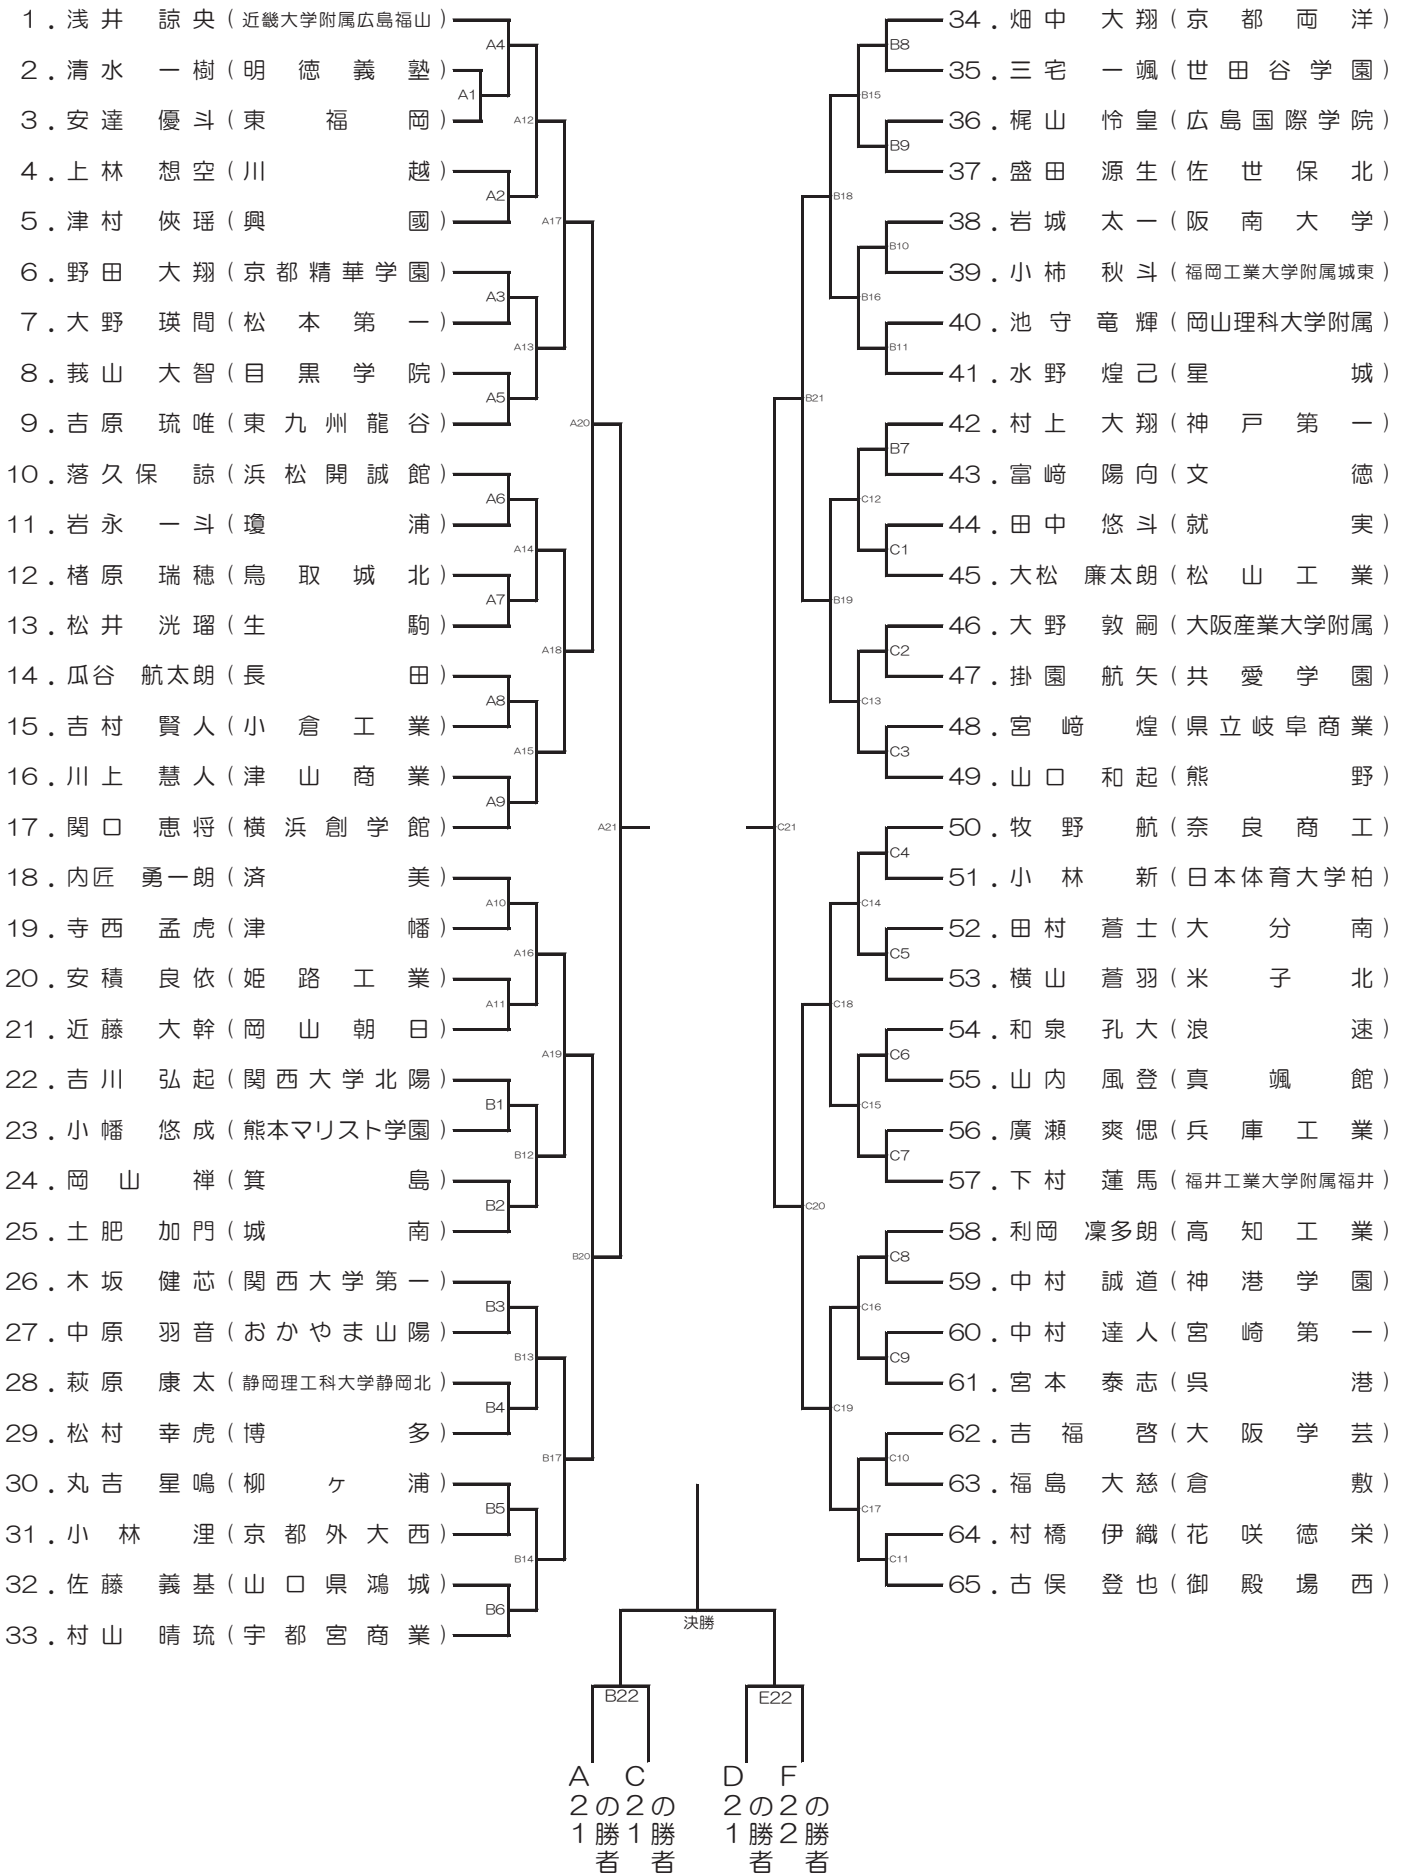 1．浅井 諒央（近畿大学附属広島福山）
2．清水 一樹（明徳義塾）
3．安達 優斗（東福岡）
4．上林 想空（川越）
5．津村 俠瑶（興國）
6．野田 大翔（京都精華学園）
7．大野 瑛間（松本第一）
8．莪山 大智（目黒学院）
9．吉原 琉唯（東九州龍谷）
10．落久保 諒（浜松開誠館）
11．岩永 一斗（瓊浦）
12．楮原 瑞穂（鳥取城北）
13．松井 洸瑠（生駒）
14．瓜谷 航太朗（長田）
15．吉村 賢人（小倉工業）
16．川上 慧人（津山商業）
17．関口 恵将（横浜創学館）
18．内匠 勇一朗（済美）
19．寺西 孟虎（津幡）
20．安積 良依（姫路工業）
21．近藤 大幹（岡山朝日）
22．吉川 弘起（関西大学北陽）
23．小幡 悠成（熊本マリスト学園）
24．岡山 禅（箕島）
25．土肥 加門（城南）
26．木坂 健芯（関西大学第一）
27．中原 羽音（おかやま山陽）
28．萩原 康太（静岡理工科大学静岡北）
29．松村 幸虎（博多）
30．丸吉 星鳴（柳ヶ浦）
31．小林 浬（京都外大西）
32．佐藤 義基（山口県鴻城）
33．村山 晴琉（宇都宮商業）
A4
A1
A12
A2
A17
A3
A13
A5
A20
A6
A14
A7
A18
A8
A15
A9
A21
A10
A16
A11
A19
B1
B12
B2
B20
B3
B13
B4
B17
B5
B14
B6
34．畑中 大翔（京都両洋）
35．三宅 一颯（世田谷学園）
36．梶山 怜皇（広島国際学院）
37．盛田 源生（佐世保北）
38．岩城 太一（阪南大学）
39．小柿 秋斗（福岡工業大学附属城東）
40．池守 竜輝（岡山理科大学附属）
41．水野 煌己（星城）
42．村上 大翔（神戸第一）
43．富﨑 陽向（文徳）
44．田中 悠斗（就実）
45．大松 廉太朗（松山工業）
46．大野 敦嗣（大阪産業大学附属）
47．掛園 航矢（共愛学園）
48．宮﨑 煌（県立岐阜商業）
49．山口 和起（熊野）
50．牧野 航（奈良商工）
51．小林 新（日本体育大学柏）
52．田村 蒼士（大分南）
53．横山 蒼羽（米子北）
54．和泉 孔大（浪速）
55．山内 風登（真颯館）
56．廣瀬 爽偲（兵庫工業）
57．下村 蓮馬（福井工業大学附属福井）
58．利岡 凜多朗（高知工業）
59．中村 誠道（神港学園）
60．中村 達人（宮崎第一）
61．宮本 泰志（呉港）
62．吉福 啓（大阪学芸）
63．福島 大慈（倉敷）
64．村橋 伊織（花咲徳栄）
65．古俣 登也（御殿場西）
B8
B15
B9
B18
B10
B16
B11
B21
B7
C12
C1
B19
C2
C13
C3
C21
C4
C14
C5
C18
C6
C15
C7
C20
C8
C16
C9
C19
C10
C17
C11
決勝
B22
E22
A21の勝者
C21の勝者
D21の勝者
F22の勝者